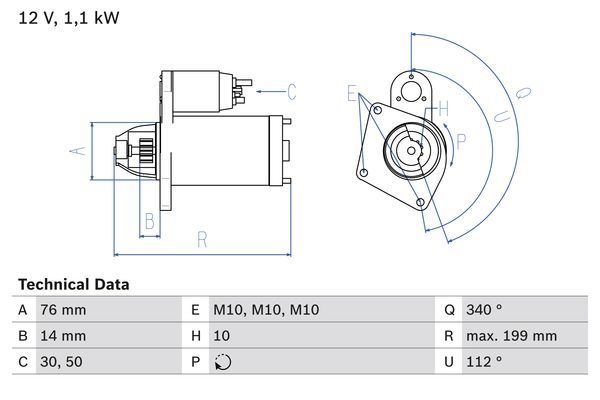 12 V, 1,1 kW
A
B
R
C
E
H
P
Q
U
Technical Data
A 76 mm E M10, M10, M10 Q 340 °
B 14 mm H 10 R max. 199 mm
C 30, 50 P U 112 °